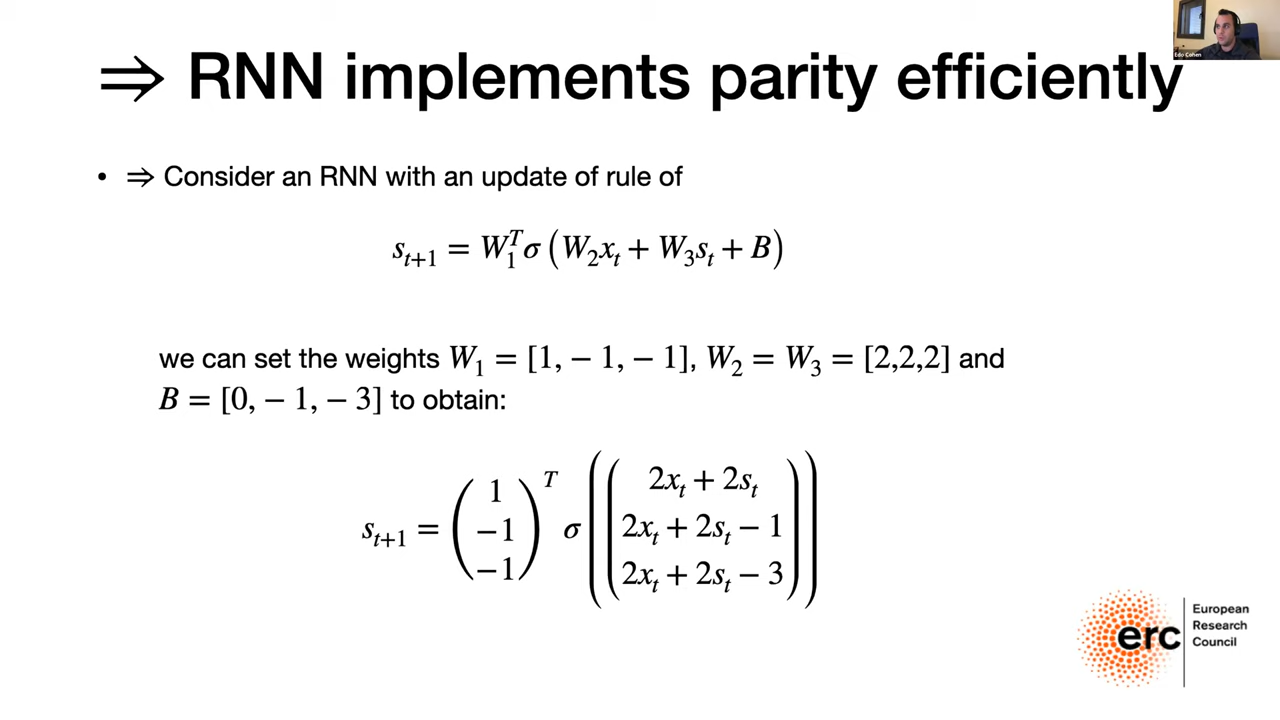 Edo Cohen
⇒ RNN implements parity efficiently
• ⇒ Consider an RNN with an update of rule of
s_{t+1} = W_1^T σ (W_2 x_t + W_3 s_t + B)
we can set the weights W_1 = [1, − 1, − 1], W_2 = W_3 = [2,2,2] and
B = [0, − 1, − 3] to obtain:
s_{t+1} = (1 −1 −1)^T σ ((2x_t + 2s_t
2x_t + 2s_t − 1
2x_t + 2s_t − 3))
erc
European
Research
Council